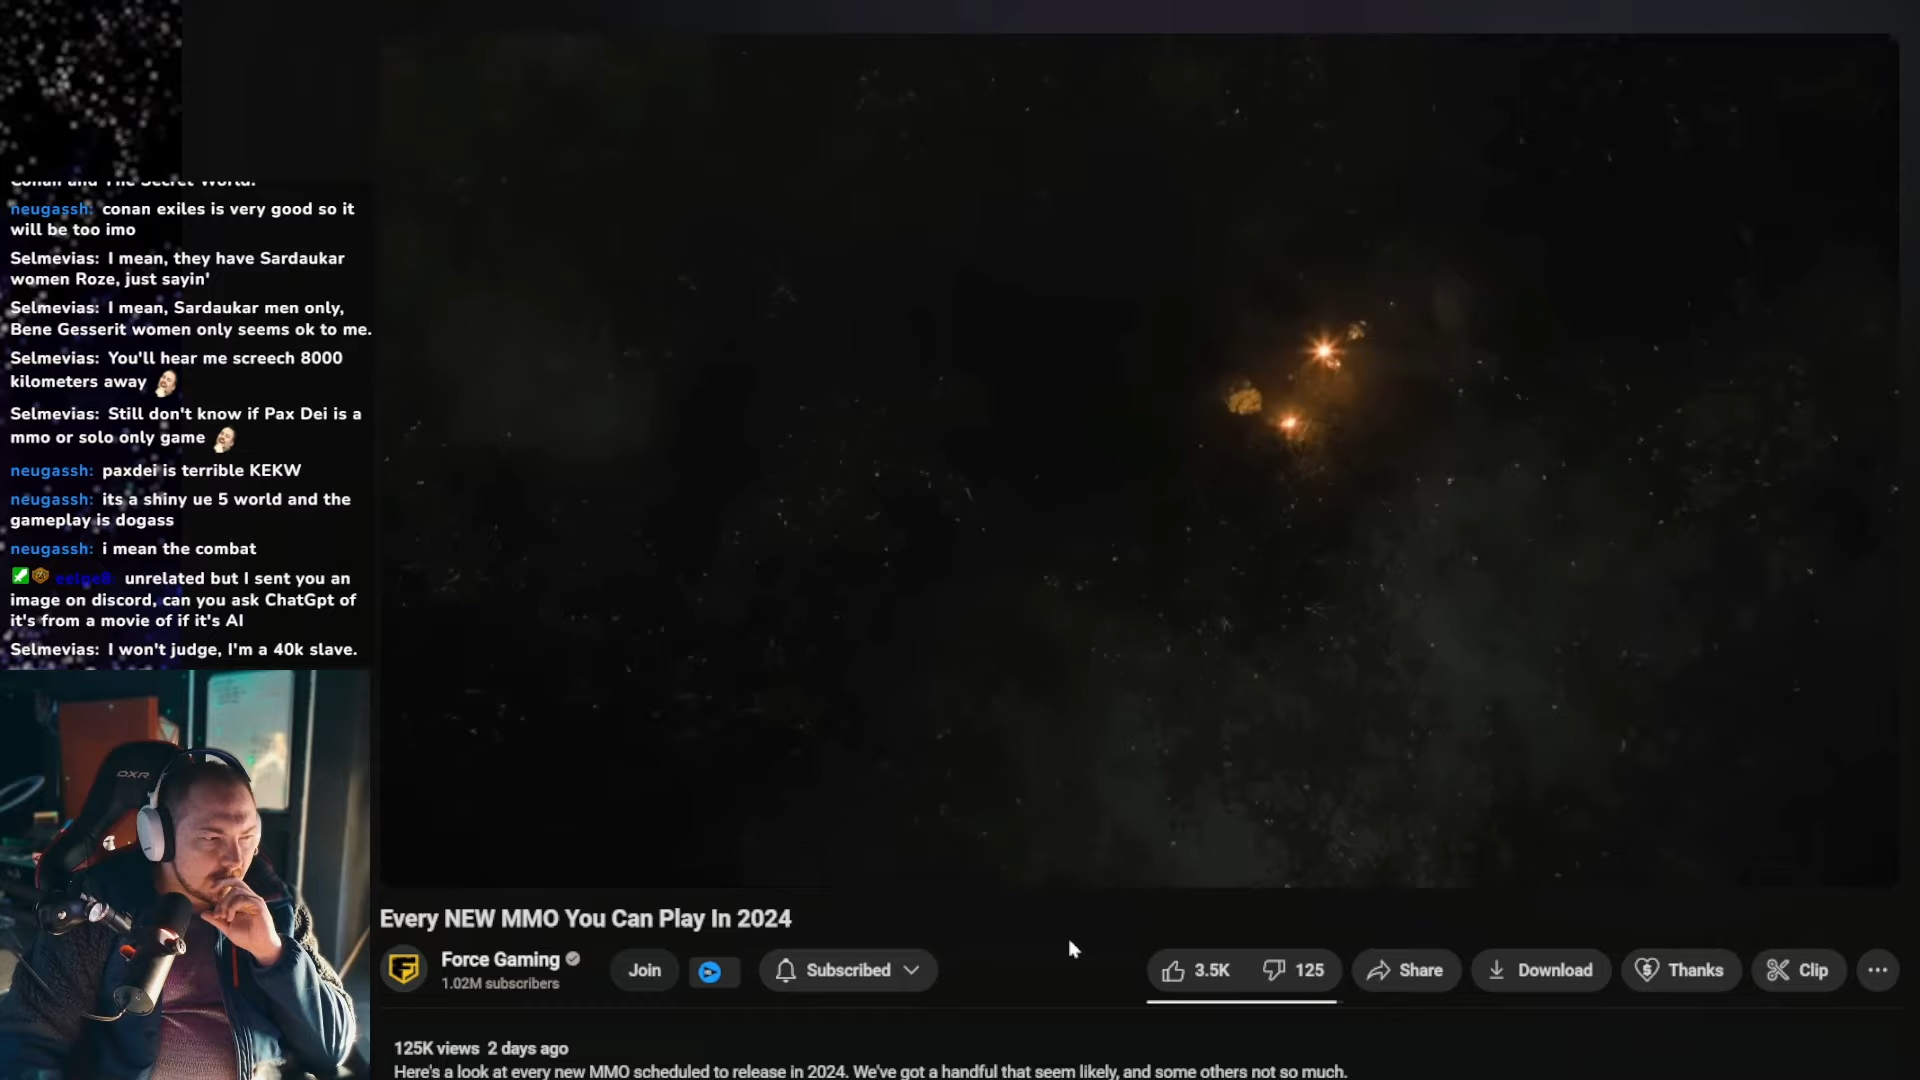 Conan and The Secret World.
neugassh: conan exiles is very good so it
will be too imo
Selmevias: I mean, they have Sardaukar
women Roze, just sayin'
Selmevias: I mean, Sardaukar men only,
Bene Gesserit women only seems ok to me.
Selmevias: You'll hear me screech 8000
kilometers away
Selmevias: Still don't know if Pax Dei is a
mmo or solo only game
neugassh: paxdei is terrible KEKW
neugassh: its a shiny ue 5 world and the
gameplay is dogass
neugassh: i mean the combat
unrelated but I sent you an
image on discord, can you ask ChatGpt of
it's from a movie of if it's AI
Selmevias: I won't judge, I'm a 40k slave.
DXR
Every NEW MMO You Can Play In 2024
Force Gaming
1.02M subscribers
Join
Subscribed
3.5K
125
Share
Download
Thanks
Clip
125K views 2 days ago
Here's a look at every new MMO scheduled to release in 2024. We've got a handful that seem likely, and some others not so much.